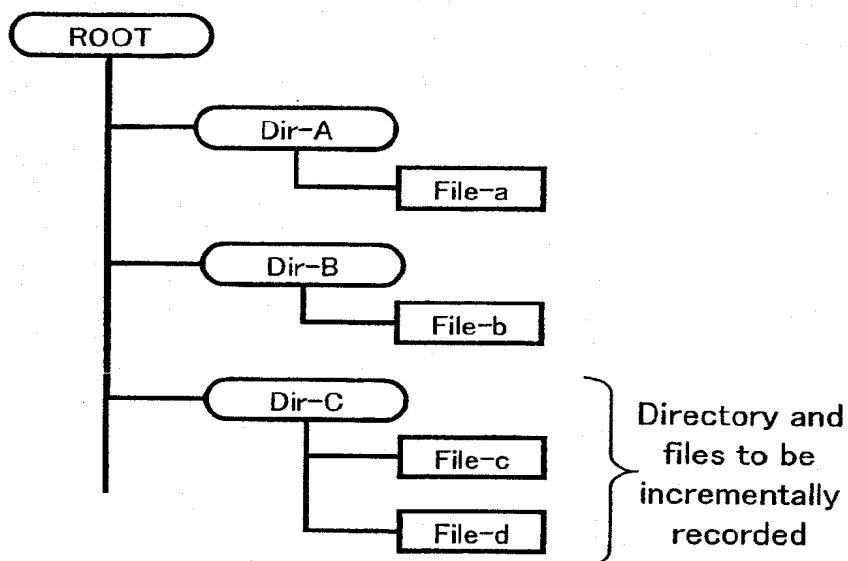 ROOT
Dir-A
File-a
Dir-B
File-b
Dir-C
File-c
File-d
Directory and
files to be
incrementally
recorded